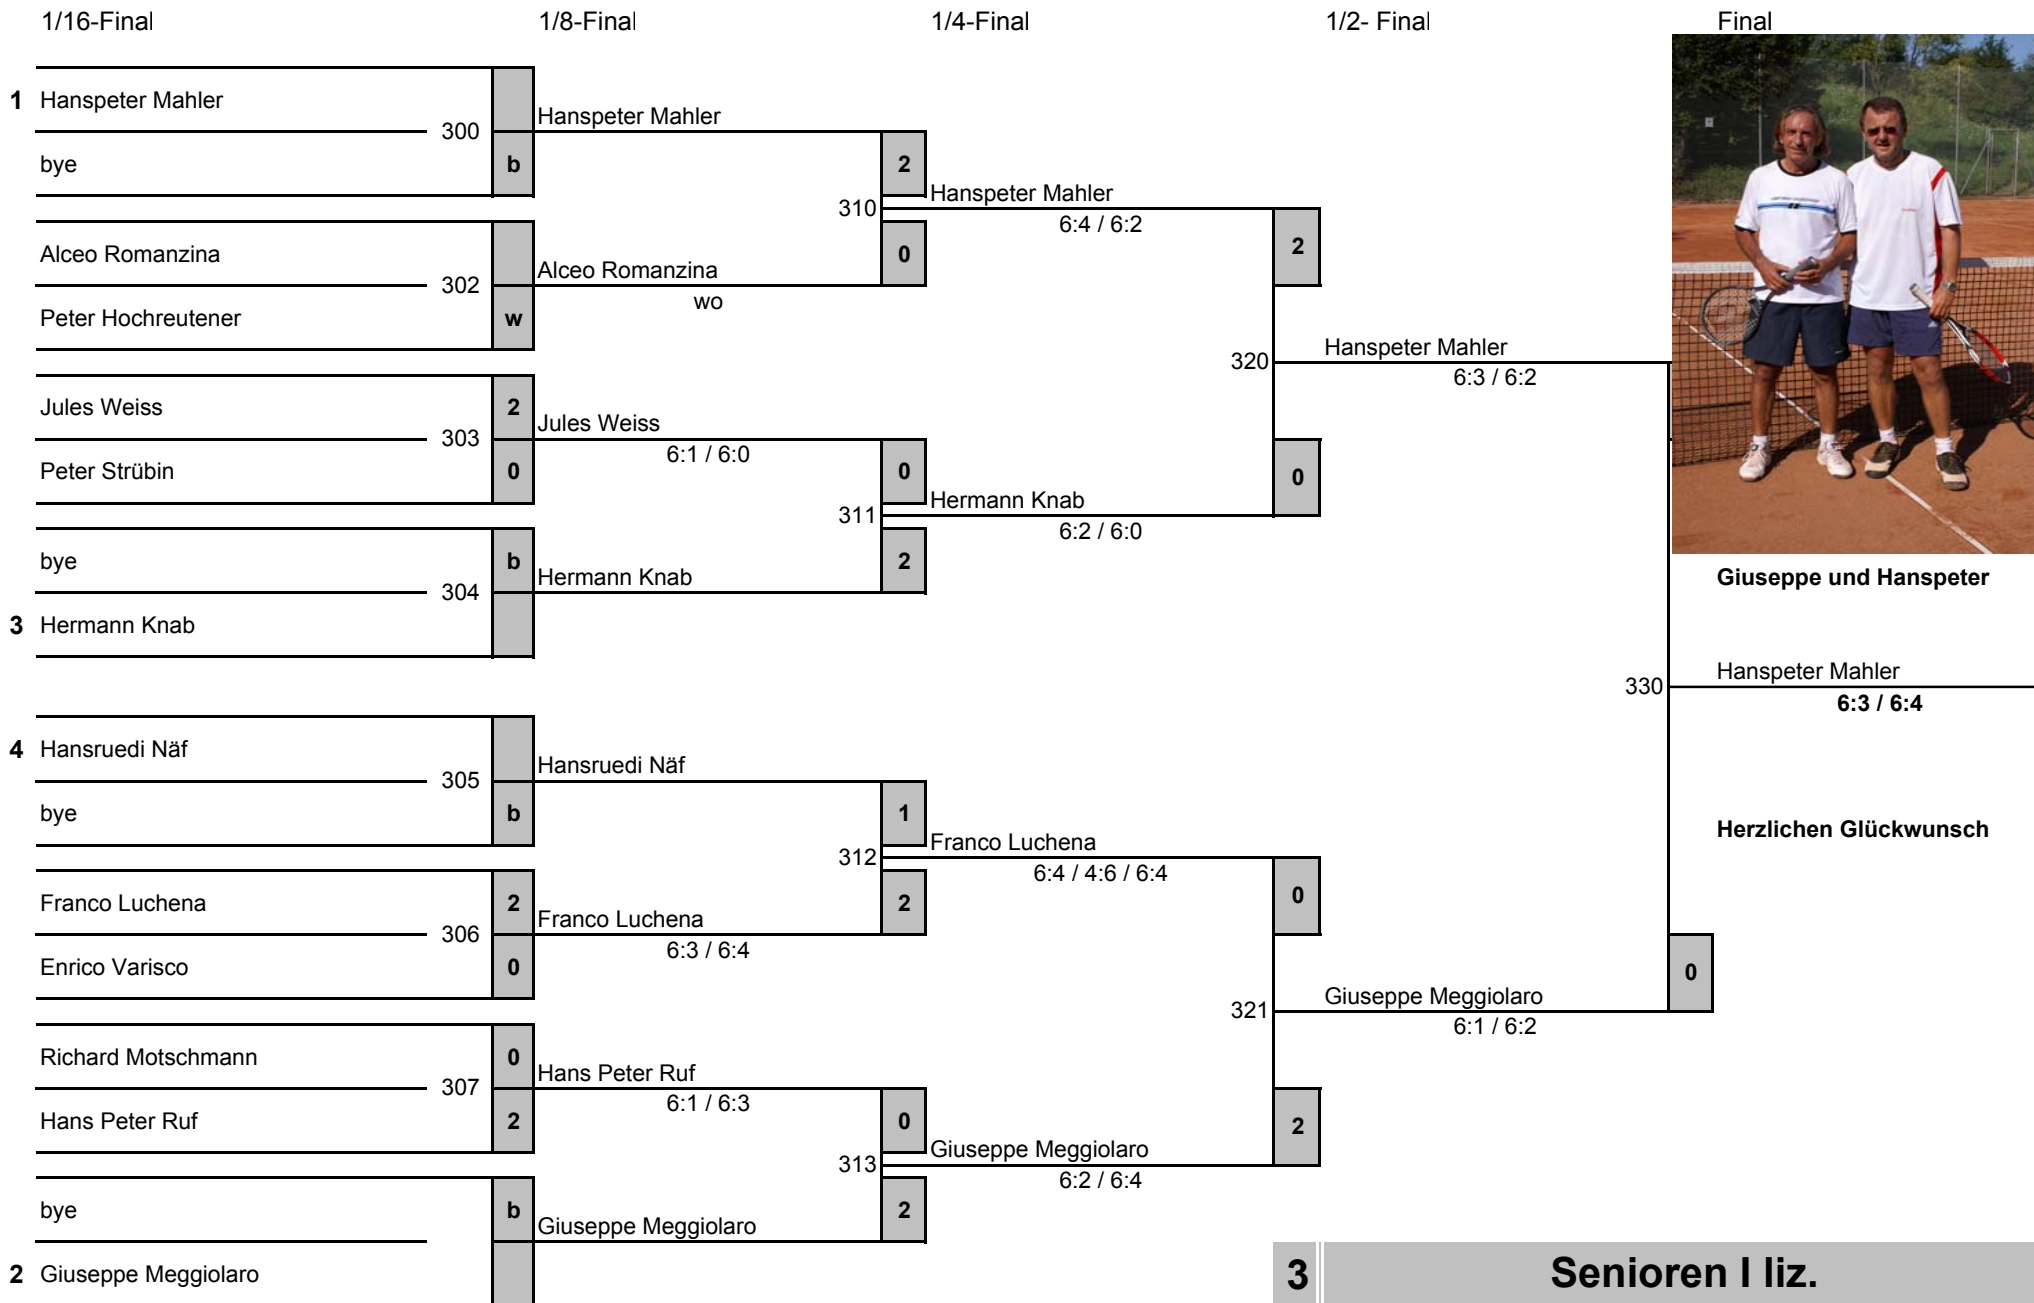 1/16-Final
1/8-Final
1/4-Final
1/2- Final
Final
1 Hanspeter Mahler
300
bye
b
Alceo Romanzina
302
Peter Hochreutener
w
Jules Weiss
2
303
Peter Strübin
0
bye
b
304
3 Hermann Knab
4 Hansruedi Näf
305
bye
b
Franco Luchena
2
306
Enrico Varisco
0
Richard Motschmann
0
307
Hans Peter Ruf
2
bye
b
2 Giuseppe Meggiolaro
Hanspeter Mahler
2
310
0
Alceo Romanzina
wo
Jules Weiss
6:1 / 6:0
0
311
2
Hermann Knab
Hansruedi Näf
1
312
2
Franco Luchena
6:3 / 6:4
Hans Peter Ruf
6:1 / 6:3
0
313
2
Giuseppe Meggiolaro
Hanspeter Mahler
6:4 / 6:2
2
320
0
Hermann Knab
6:2 / 6:0
Franco Luchena
6:4 / 4:6 / 6:4
0
321
2
Giuseppe Meggiolaro
6:2 / 6:4
Hanspeter Mahler
6:3 / 6:2
330
0
Giuseppe Meggiolaro
6:1 / 6:2
Giuseppe und Hanspeter
Hanspeter Mahler
6:3 / 6:4
Herzlichen Glückwunsch
3 Senioren I liz.